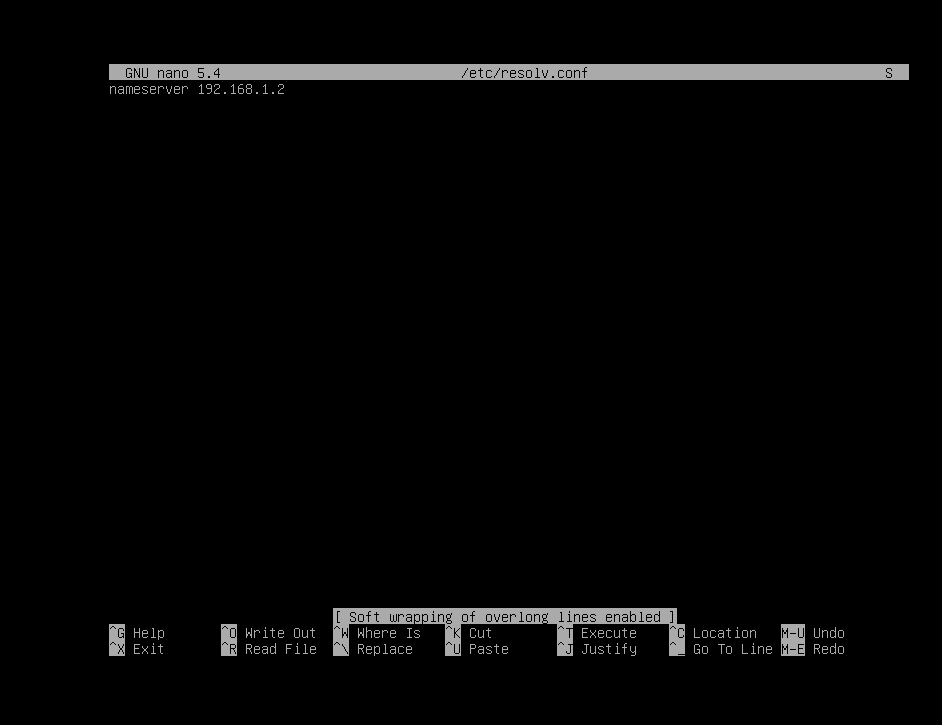 GNU nano 5.4 /etc/resolv.conf S
nameserver 192.168.1.2
[ Soft wrapping of overlong lines enabled ]
^G Help ^O Write Out ^W Where Is ^K Cut ^T Execute ^C Location M-U Undo
^X Exit ^R Read File ^\ Replace ^U Paste ^J Justify ^_ Go To Line M-E Redo